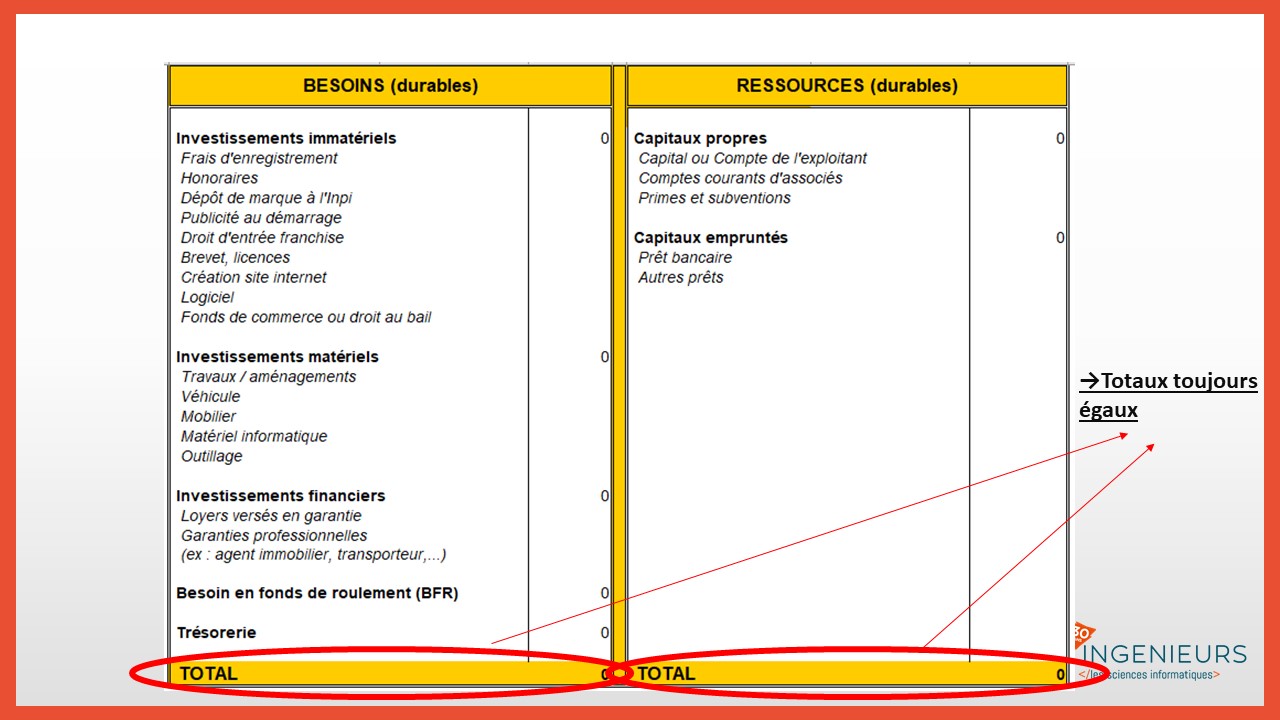 BESOINS (durables)
Investissements immatériels 0
Frais d'enregistrement
Honoraires
Dépôt de marque à l'Inpi
Publicité au démarrage
Droit d'entrée franchise
Brevet, licences
Création site internet
Logiciel
Fonds de commerce ou droit au bail
Investissements matériels 0
Travaux / aménagements
Véhicule
Mobilier
Matériel informatique
Outillage
Investissements financiers 0
Loyers versés en garantie
Garanties professionnelles
(ex : agent immobilier, transporteur,...)
Besoin en fonds de roulement (BFR) 0
Trésorerie 0
TOTAL 0
RESSOURCES (durables)
Capitaux propres 0
Capital ou Compte de l'exploitant
Comptes courants d'associés
Primes et subventions
Capitaux empruntés 0
Prêt bancaire
Autres prêts
TOTAL 0
→Totaux toujours
égaux
INGENIEURS
</les sciences informatiques>